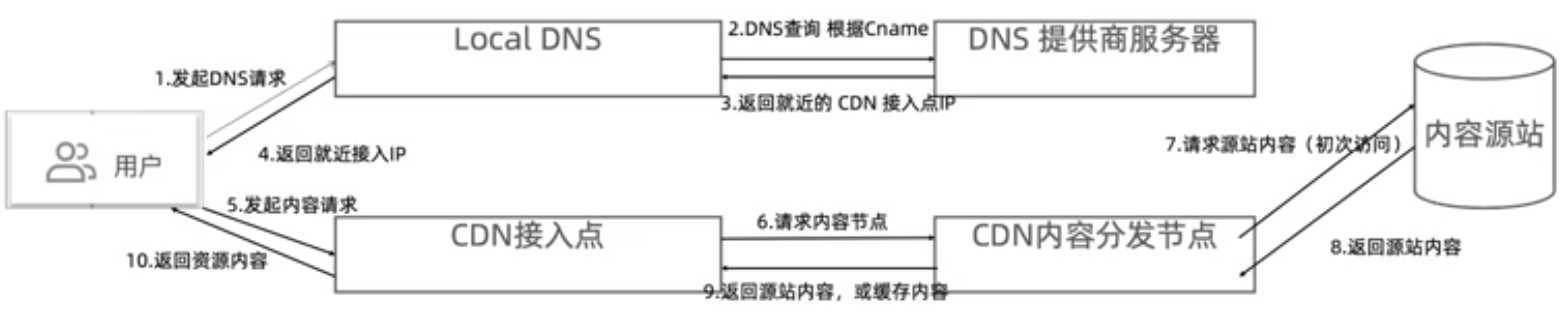 Local DNS
2.DNS查询 根据Cname
DNS 提供商服务器
1.发起DNS请求
3.返回就近的 CDN 接入点IP
用户
4.返回就近接入IP
7.请求源站内容（初次访问）
内容源站
5.发起内容请求
CDN接入点
6.请求内容节点
CDN内容分发节点
8.返回源站内容
10.返回资源内容
9.返回源站内容，或缓存内容